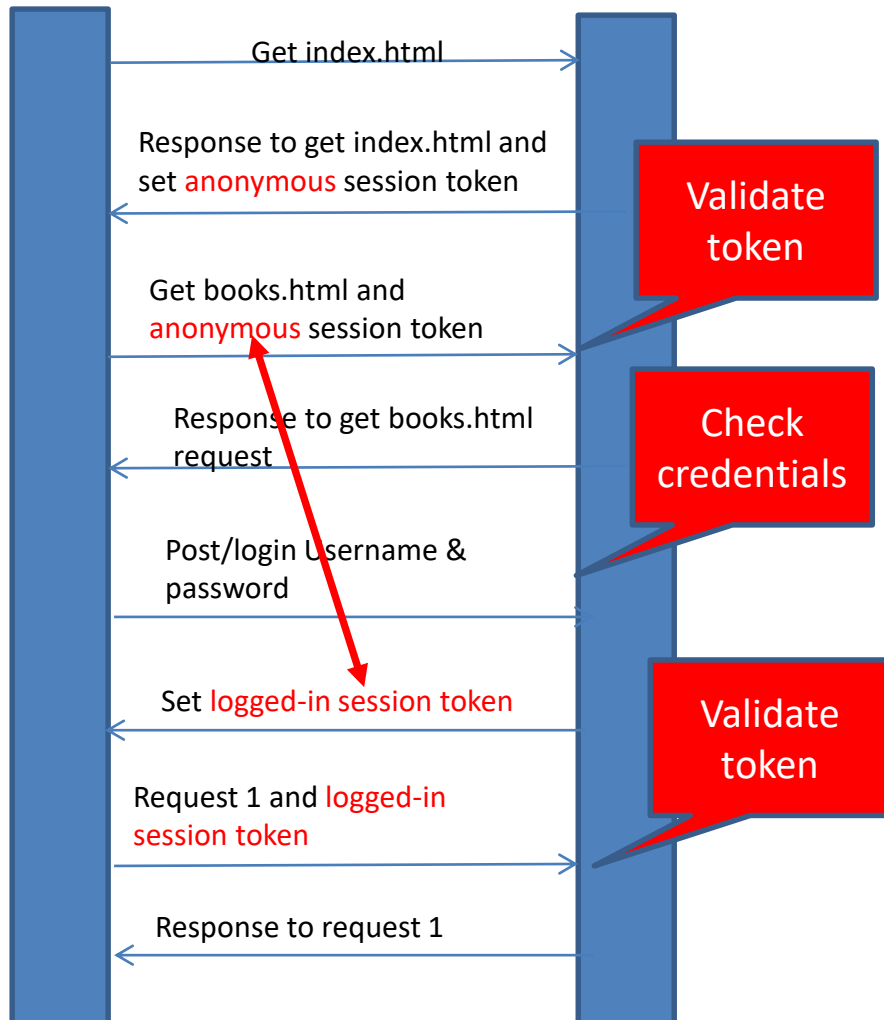 Get index.html
Response to get index.html and
set anonymous session token
Validate
token
Get books.html and
anonymous session token
Response to get books.html
request
Check
credentials
Post/login Username &
password
Set logged-in session token
Validate
token
Request 1 and logged-in
session token
Response to request 1